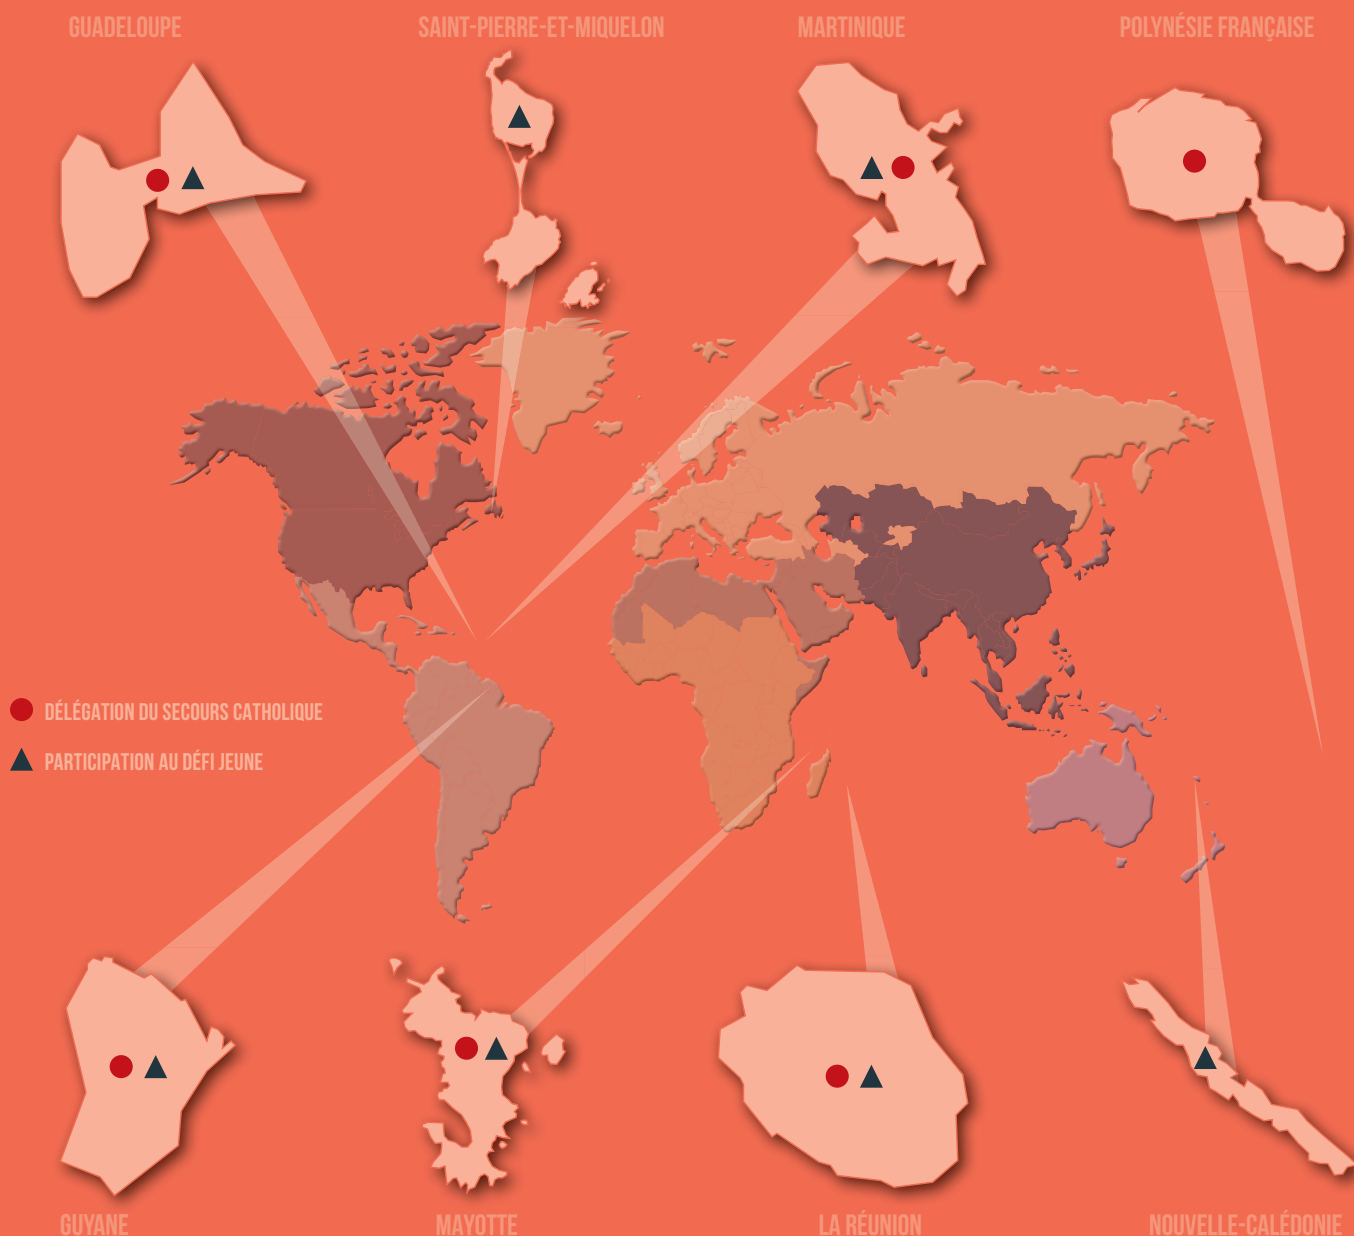 GUADELOUPE
SAINT-PIERRE-ET-MIQUELON
MARTINIQUE
POLYNÉSIE FRANÇAISE
DÉLÉGATION DU SECOURS CATHOLIQUE
PARTICIPATION AU DÉFI JEUNE
GUYANE
MAYOTTE
LA RÉUNION
NOUVELLE-CALÉDONIE